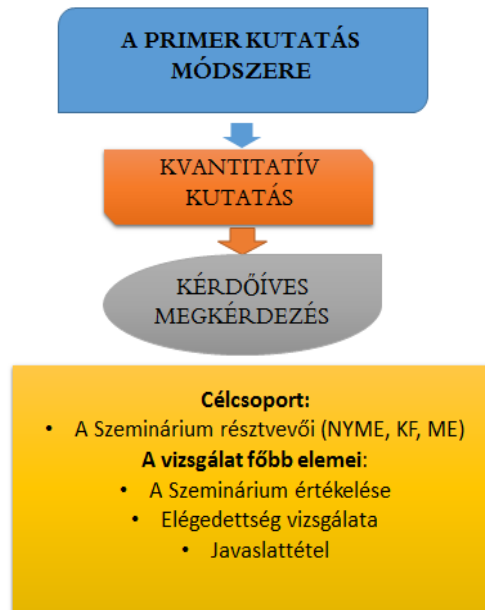 A PRIMER KUTATÁS
MÓDSZERE
KVANTITATÍV
KUTATÁS
KÉRDŐÍVES
MEGKÉRDEZÉS
Célcsoport:
• A Szeminárium résztvevői (NYME, KF, ME)
A vizsgálat főbb elemei:
• A Szeminárium értékelése
• Elégedettség vizsgálata
• Javaslattétel